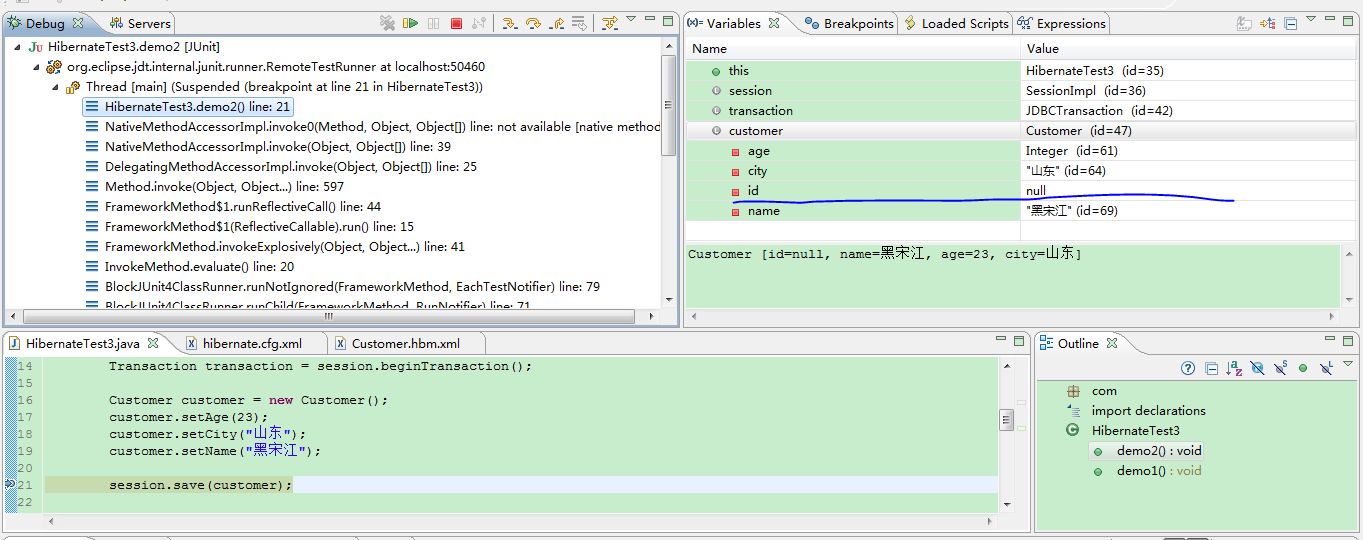 Debug Servers
HibernateTest3.demo2 [JUnit]
org.eclipse.jdt.internal.junit.runner.RemoteTestRunner at localhost:50460
Thread [main] (Suspended (breakpoint at line 21 in HibernateTest3))
HibernateTest3.demo2() line: 21
NativeMethodAccessorImpl.invoke0(Method, Object, Object[]) line: not available [native method
NativeMethodAccessorImpl.invoke(Object, Object[]) line: 39
DelegatingMethodAccessorImpl.invoke(Object, Object[]) line: 25
Method.invoke(Object, Object...) line: 597
FrameworkMethod$1.runReflectiveCall() line: 44
FrameworkMethod$1(ReflectiveCallable).run() line: 15
FrameworkMethod.invokeExplosively(Object, Object...) line: 41
InvokeMethod.evaluate() line: 20
BlockJUnit4ClassRunner.runNotIgnored(FrameworkMethod, EachTestNotifier) line: 79
BlockJUnit4ClassRunner.runChild(FrameworkMethod, RunNotifier) line: 71
(x)= Variables Breakpoints Loaded Scripts Expressions
Name Value
this HibernateTest3 (id=35)
session SessionImpl (id=36)
transaction JDBCTransaction (id=42)
customer Customer (id=47)
age Integer (id=61)
city "山东" (id=64)
id null
name "黑宋江" (id=69)
Customer [id=null, name=黑宋江, age=23, city=山东]
HibernateTest3.java hibernate.cfg.xml Customer.hbm.xml
14 Transaction transaction = session.beginTransaction();
15
16 Customer customer = new Customer();
17 customer.setAge(23);
18 customer.setCity("山东");
19 customer.setName("黑宋江");
20
21 session.save(customer);
22
Outline
com
import declarations
HibernateTest3
demo2() : void
demo1() : void